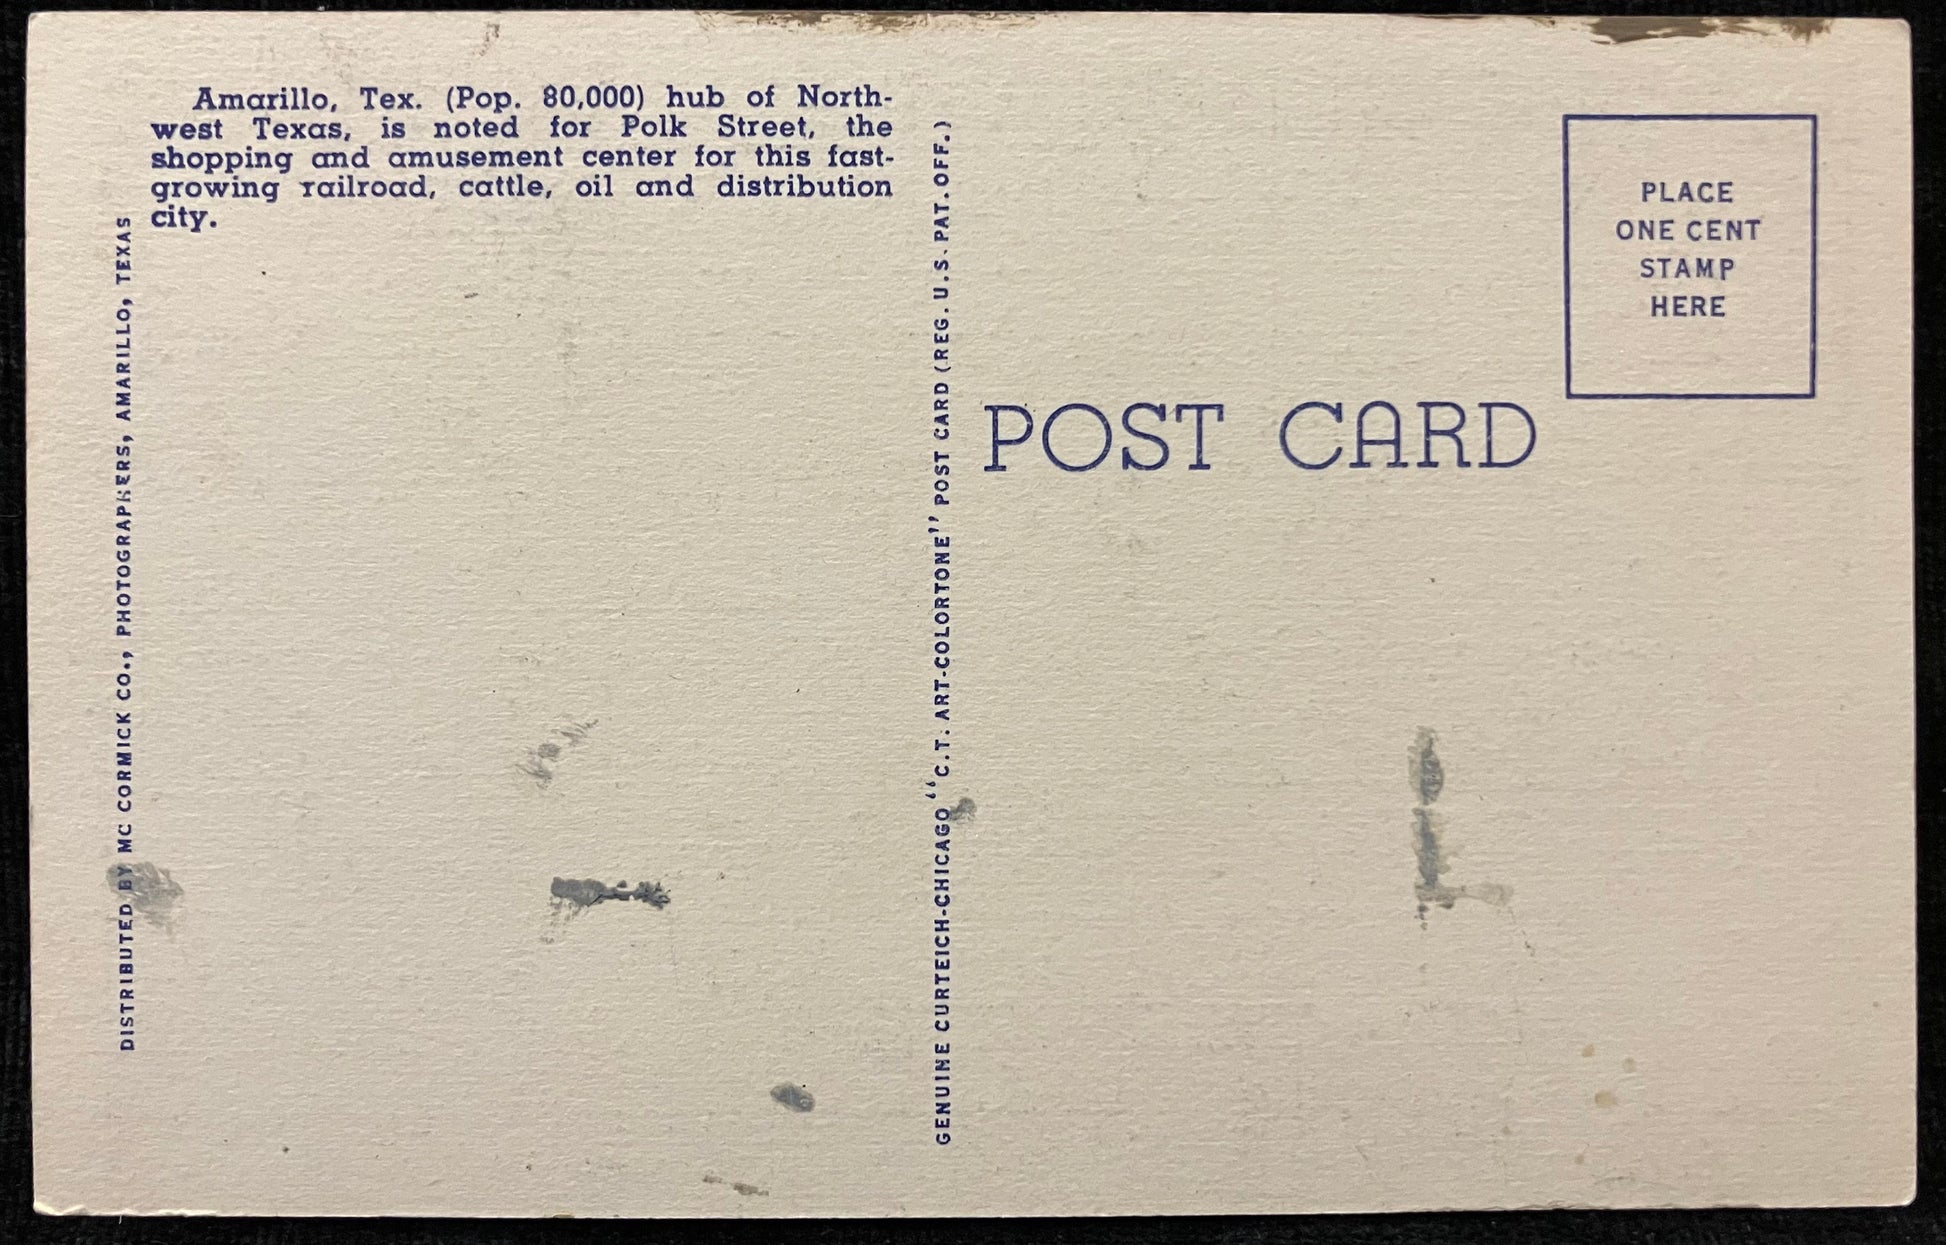 Amarillo, Tex. (Pop. 80,000) hub of North-
west Texas, is noted for Polk Street, the
shopping and amusement center for this fast-
growing railroad, cattle, oil and distribution
city.
DISTRIBUTED BY MC CORMICK CO., PHOTOGRAPHERS, AMARILLO, TEXAS
GENUINE CURTEICH-CHICAGO "C.T. ART-COLORTONE" POST CARD (REG. U.S. PAT. OFF.)
POST CARD
PLACE
ONE CENT
STAMP
HERE